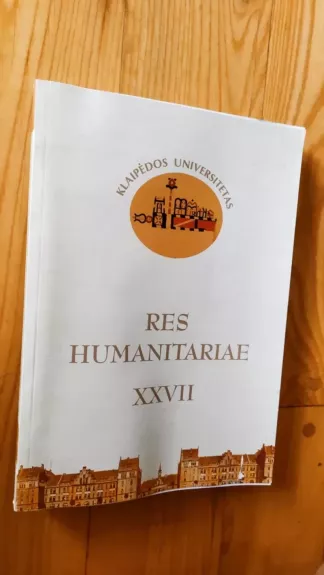 KLAIPĖDOS UNIVERSITETAS
RES
HUMANITARIAE
XXVII